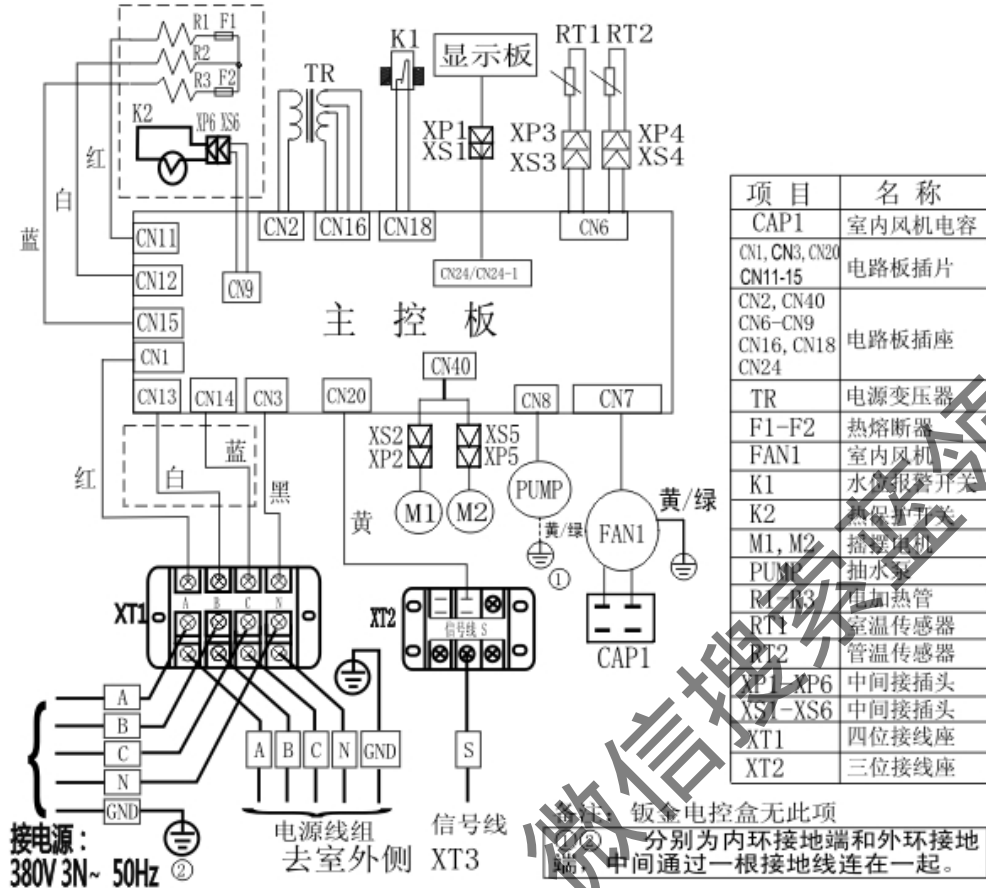 R1 F1
R2
R3 F2
K2
XP6 XS6
TR
K1
显示板
RT1 RT2
XP1
XS1
XP3
XS3
XP4
XS4
红
白
蓝
CN2
CN16
CN18
CN6
CN11
CN12
CN15
CN1
CN9
CN24/CN24-1
主控板
CN40
CN13
CN14
CN3
CN20
CN8
CN7
红
白
蓝
黑
黄
XS2
XP2
XS5
XP5
M1
M2
PUMP
黄/绿
①
FAN1
黄/绿
CAP1
XT1
A B C N
XT2
信号线 S
A
B
C
N
GND
②
A B C N GND
S
接电源：
380V 3N~ 50Hz
电源线组
去室外侧
信号线
XT3
项目 名称
CAP1 室内风机电容
CN1, CN3, CN20
CN11-15
电路板插片
CN2, CN40
CN6-CN9
CN16, CN18
CN24
电路板插座
TR 电源变压器
F1-F2 热熔断器
FAN1 室内风机
K1 水位报警开关
K2 热保护开关
M1, M2 摇摆电机
PUMP 抽水泵
R1-R3 电加热管
RT1 室温传感器
RT2 管温传感器
XP1-XP6 中间接插头
XS1-XS6 中间接插头
XT1 四位接线座
XT2 三位接线座
备注: 钣金电控盒无此项
①② 分别为内环接地端和外环接地
端，中间通过一根接地线连在一起。
微信搜索蓝领